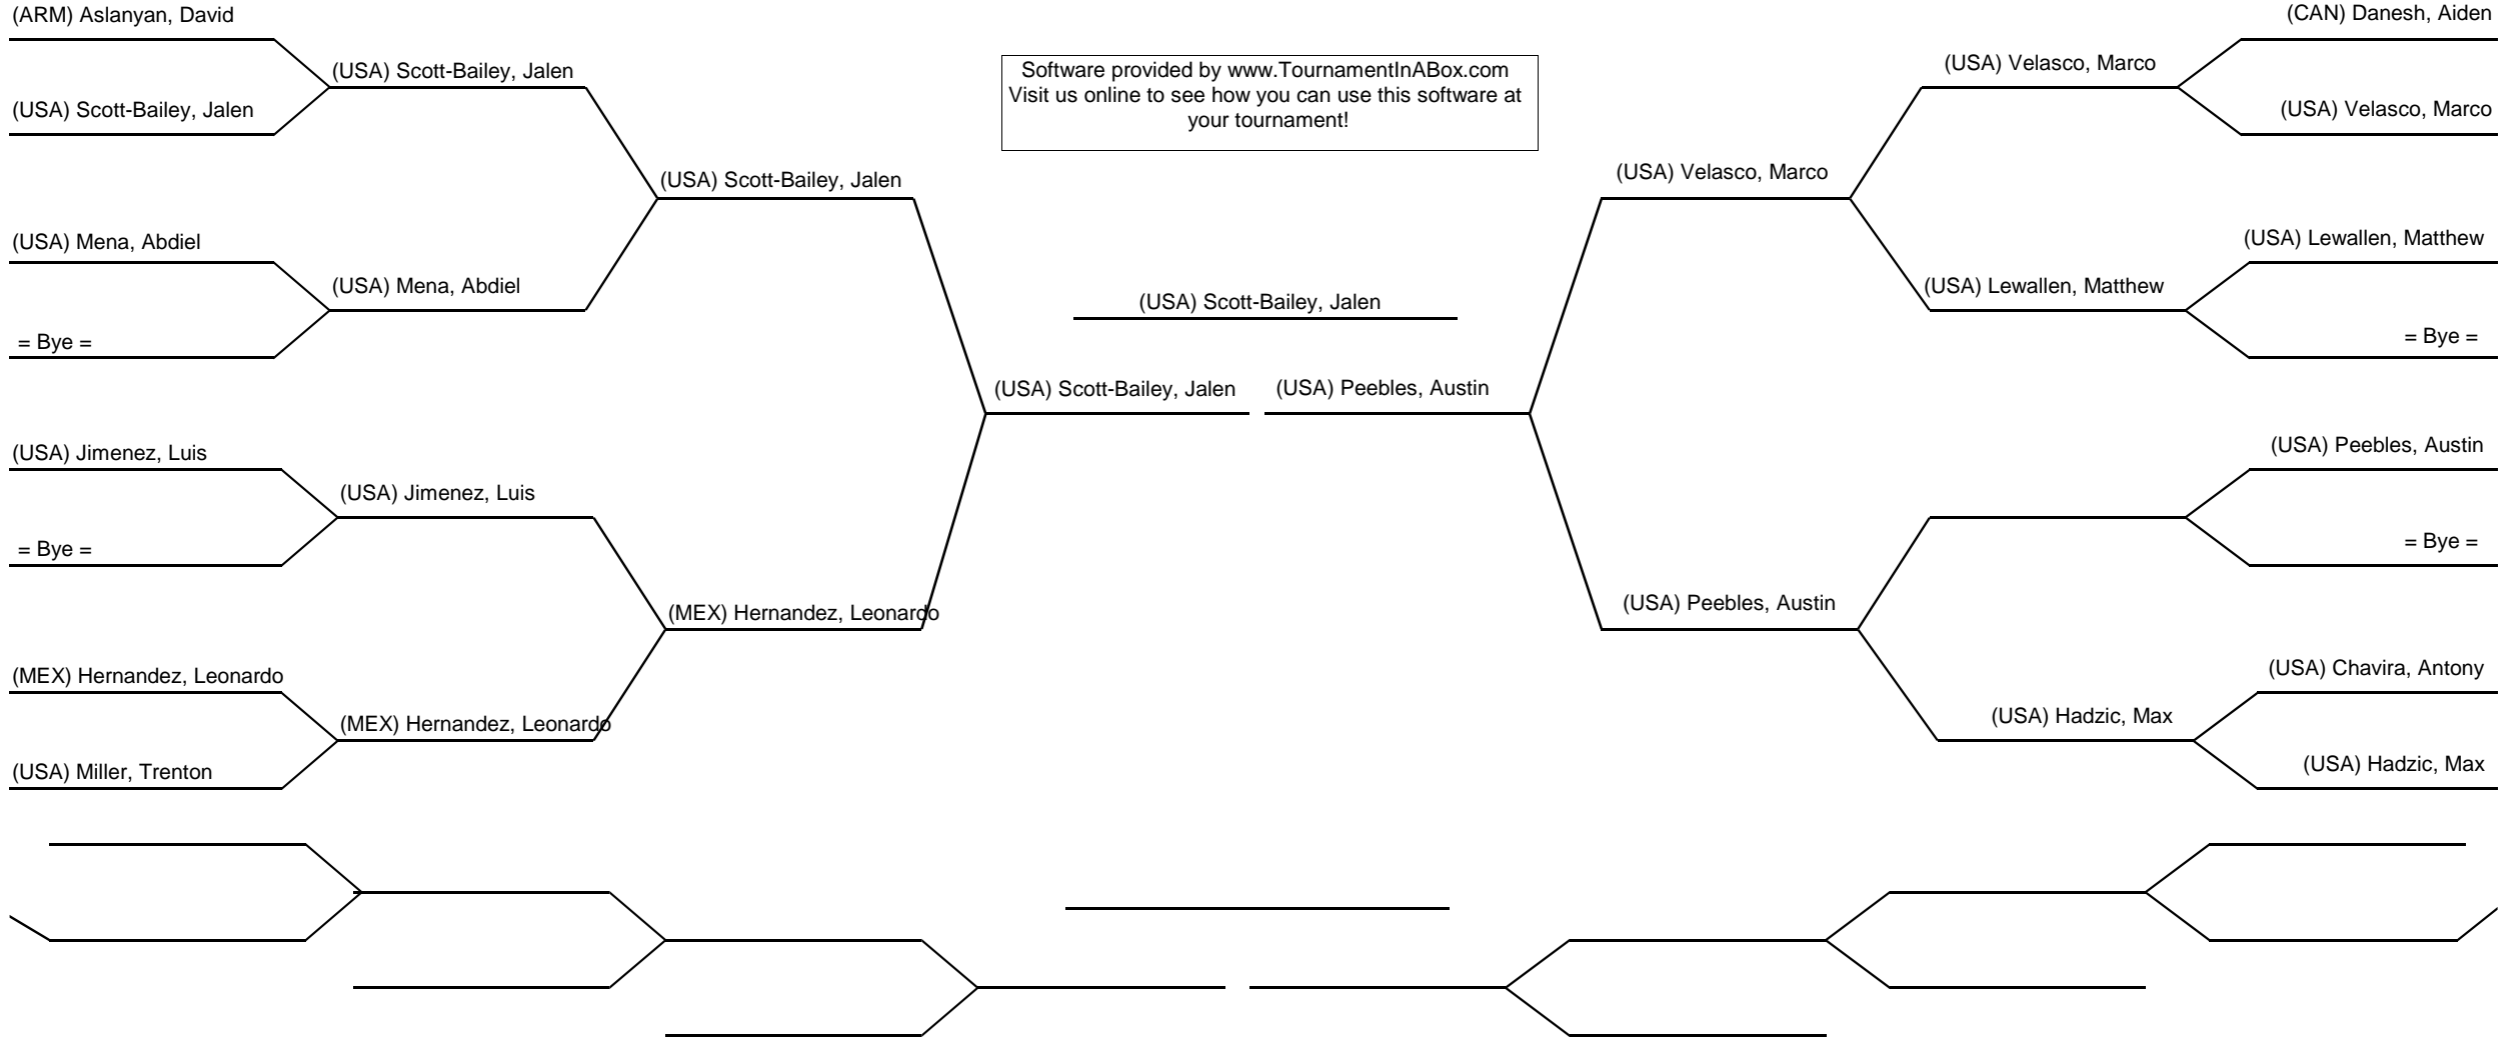 (ARM) Aslanyan, David
(USA) Scott-Bailey, Jalen
(USA) Mena, Abdiel
= Bye =
(USA) Jimenez, Luis
= Bye =
(MEX) Hernandez, Leonardo
(USA) Miller, Trenton
(USA) Scott-Bailey, Jalen
(USA) Mena, Abdiel
(USA) Jimenez, Luis
(MEX) Hernandez, Leonardo
(USA) Scott-Bailey, Jalen
(MEX) Hernandez, Leonardo
Software provided by www.TournamentInABox.com
Visit us online to see how you can use this software at
your tournament!
(USA) Scott-Bailey, Jalen
(USA) Scott-Bailey, Jalen
(USA) Peebles, Austin
(USA) Velasco, Marco
(USA) Peebles, Austin
(USA) Velasco, Marco
(USA) Lewallen, Matthew
(USA) Hadzic, Max
(CAN) Danesh, Aiden
(USA) Velasco, Marco
(USA) Lewallen, Matthew
= Bye =
(USA) Peebles, Austin
= Bye =
(USA) Chavira, Antony
(USA) Hadzic, Max